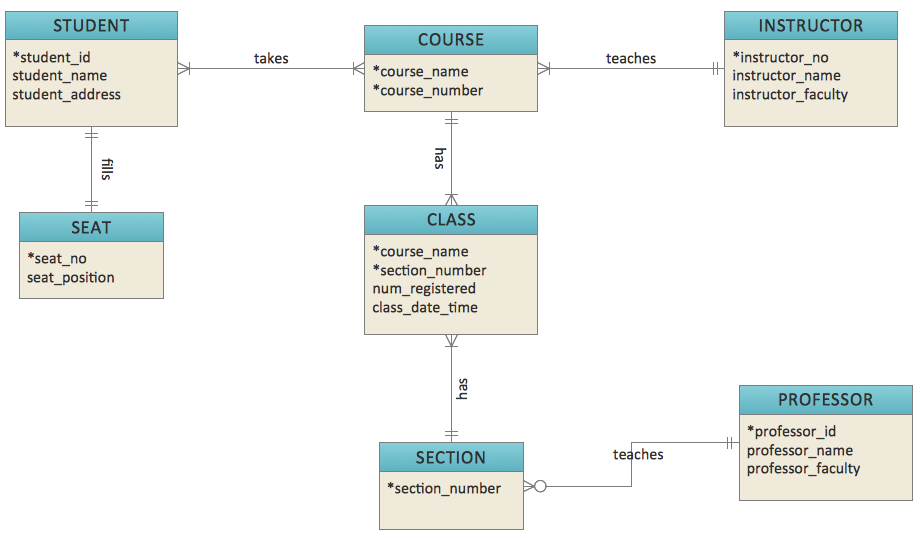 STUDENT
*student_id
student_name
student_address
takes
COURSE
*course_name
*course_number
teaches
INSTRUCTOR
*instructor_no
instructor_name
instructor_faculty
fills
has
SEAT
*seat_no
seat_position
CLASS
*course_name
*section_number
num_registered
class_date_time
has
SECTION
*section_number
teaches
PROFESSOR
*professor_id
professor_name
professor_faculty